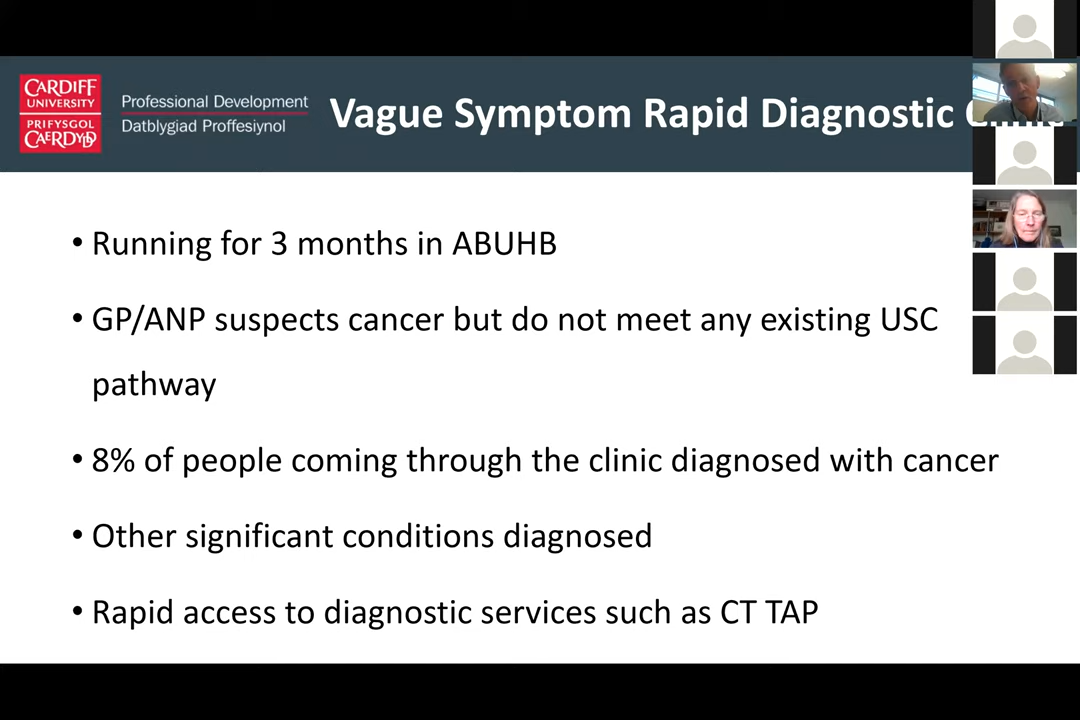 CARDIFF
UNIVERSITY
PRIFYSGOL
CAERDYDD
Professional Development
Datblygiad Proffesiynol
Vague Symptom Rapid Diagnostic
• Running for 3 months in ABUHB
• GP/ANP suspects cancer but do not meet any existing USC
pathway
• 8% of people coming through the clinic diagnosed with cancer
• Other significant conditions diagnosed
• Rapid access to diagnostic services such as CT TAP